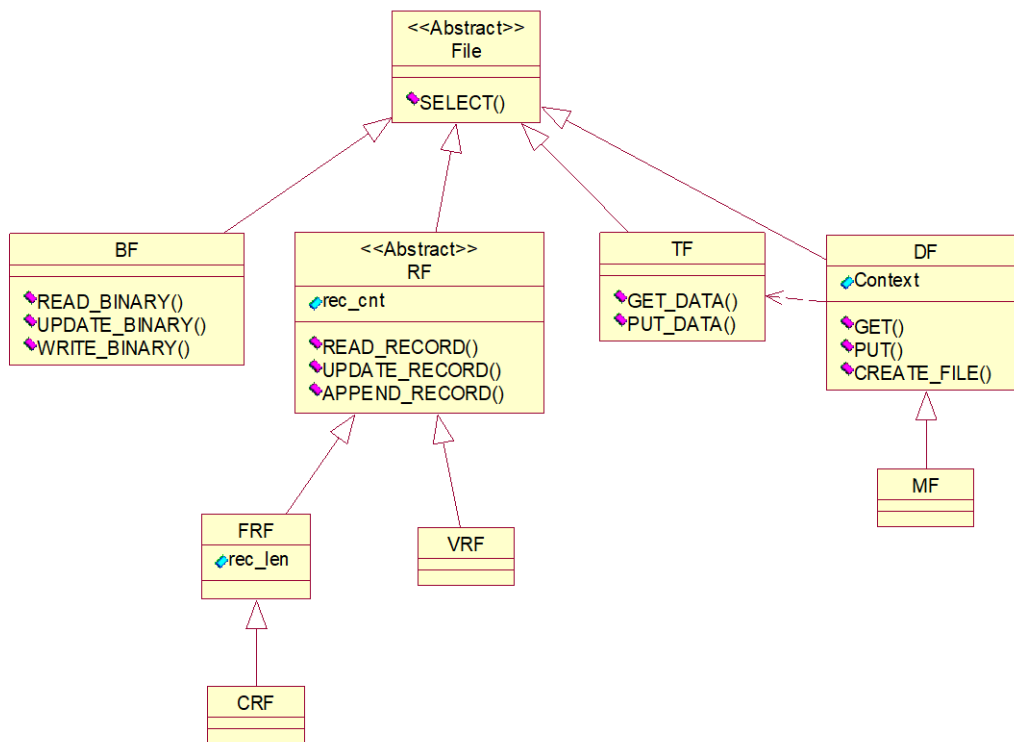 <<Abstract>>
File
SELECT()
BF
READ_BINARY()
UPDATE_BINARY()
WRITE_BINARY()
<<Abstract>>
RF
rec_cnt
READ_RECORD()
UPDATE_RECORD()
APPEND_RECORD()
TF
GET_DATA()
PUT_DATA()
DF
Context
GET()
PUT()
CREATE_FILE()
MF
FRF
rec_len
VRF
CRF